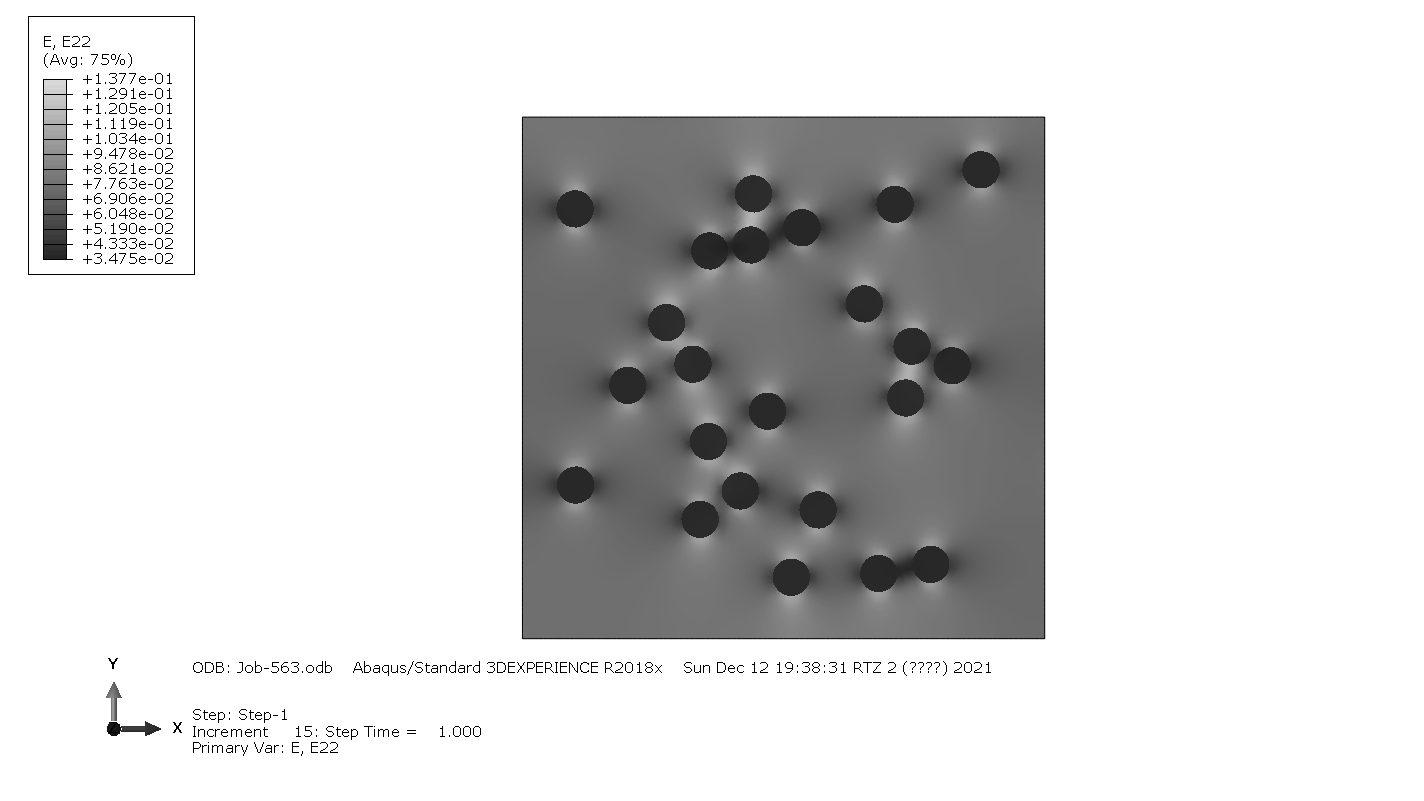 E, E22
(Avg: 75%)
+1.377e-01
+1.291e-01
+1.205e-01
+1.119e-01
+1.034e-01
+9.478e-02
+8.621e-02
+7.763e-02
+6.906e-02
+6.048e-02
+5.190e-02
+4.333e-02
+3.475e-02
Y
X
ODB: Job-563.odb Abaqus/Standard 3DEXPERIENCE R2018x Sun Dec 12 19:38:31 RTZ 2 (????) 2021
Step: Step-1
Increment 15: Step Time = 1.000
Primary Var: E, E22